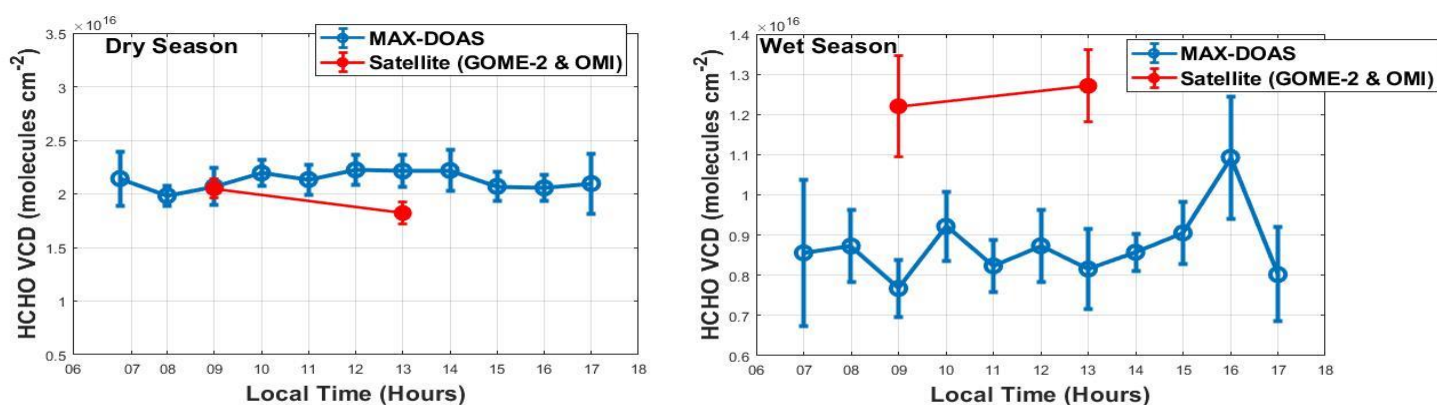 × 10^16
Dry Season
MAX-DOAS
Satellite (GOME-2 & OMI)
HCHO VCD (molecules cm^-2)
3.5
3
2.5
2
1.5
1
0.5
06 07 08 09 10 11 12 13 14 15 16 17 18
Local Time (Hours)
×10^16
Wet Season
MAX-DOAS
Satellite (GOME-2 & OMI)
HCHO VCD (molecules cm^-2)
1.4
1.3
1.2
1.1
1
0.9
0.8
0.7
0.6
06 07 08 09 10 11 12 13 14 15 16 17 18
Local Time (Hours)